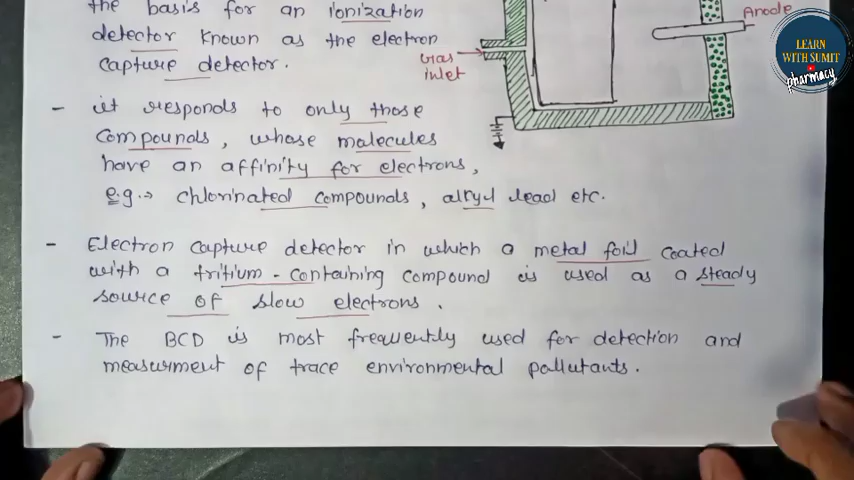 the basis for an ionization
detector known as the electron
capture detector.
Gas
inlet
Anode
LEARN
WITH SUMIT
pharmacy
- it responds to only those
compounds, whose molecules
have an affinity for electrons,
e.g.-> chlorinated compounds, alkyl lead etc.
- Electron capture detector in which a metal foil coated
with a tritium-containing compound is used as a steady
source of slow electrons.
- The BCD is most frequently used for detection and
measurment of trace environmental pollutants.